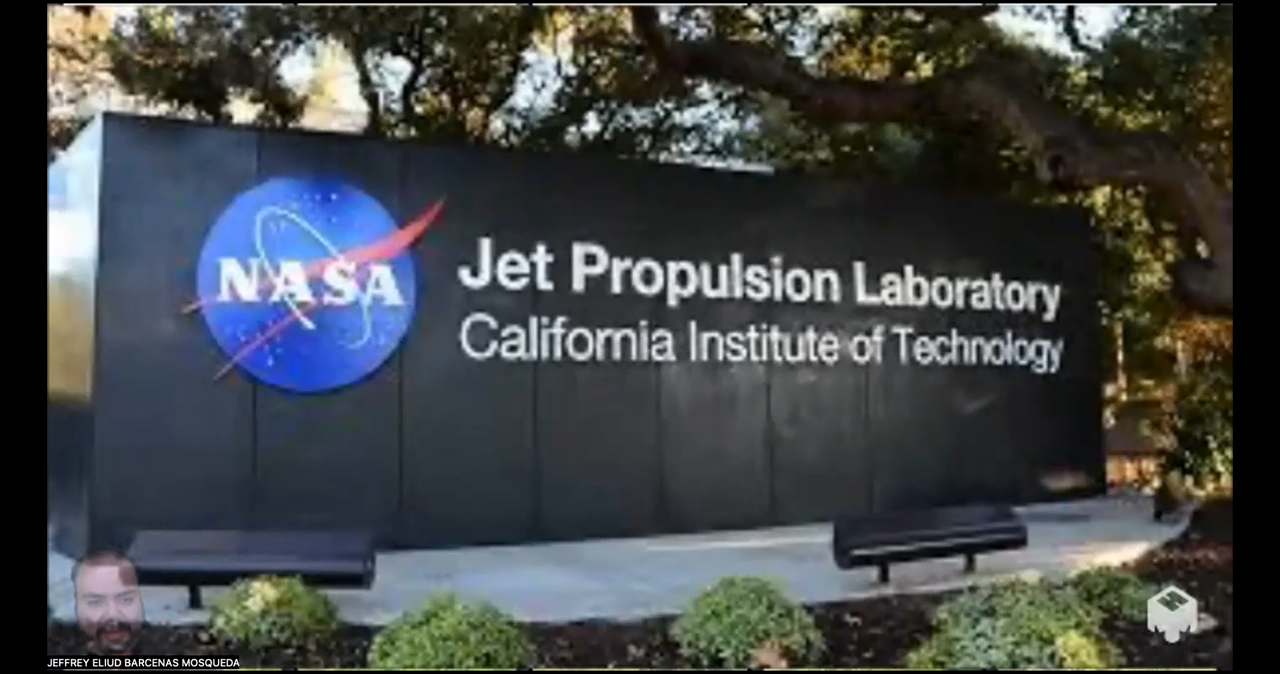 NASA
Jet Propulsion Laboratory
California Institute of Technology
JEFFREY ELIUD BARCENAS MOSQUEDA